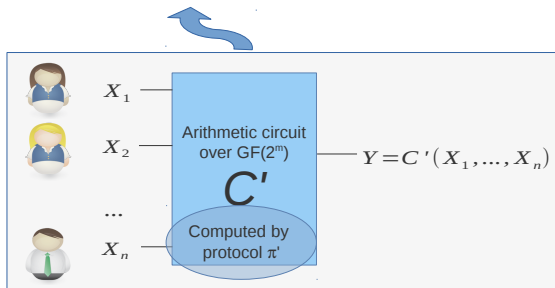 X₁
Arithmetic circuit
over GF(2ᵐ)
X₂
Y=C'(X₁,...,Xₙ)
C'
...
Computed by
Xₙ
protocol π'